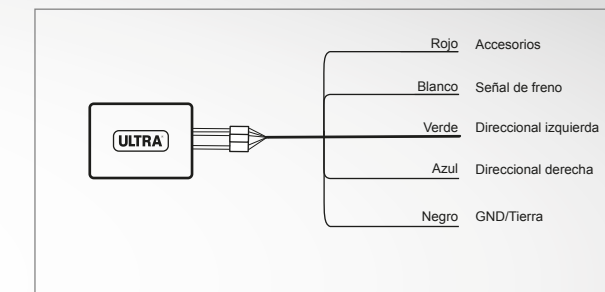 ULTRA
Rojo Accesorios
Blanco Señal de freno
Verde Direccional izquierda
Azul Direccional derecha
Negro GND/Tierra